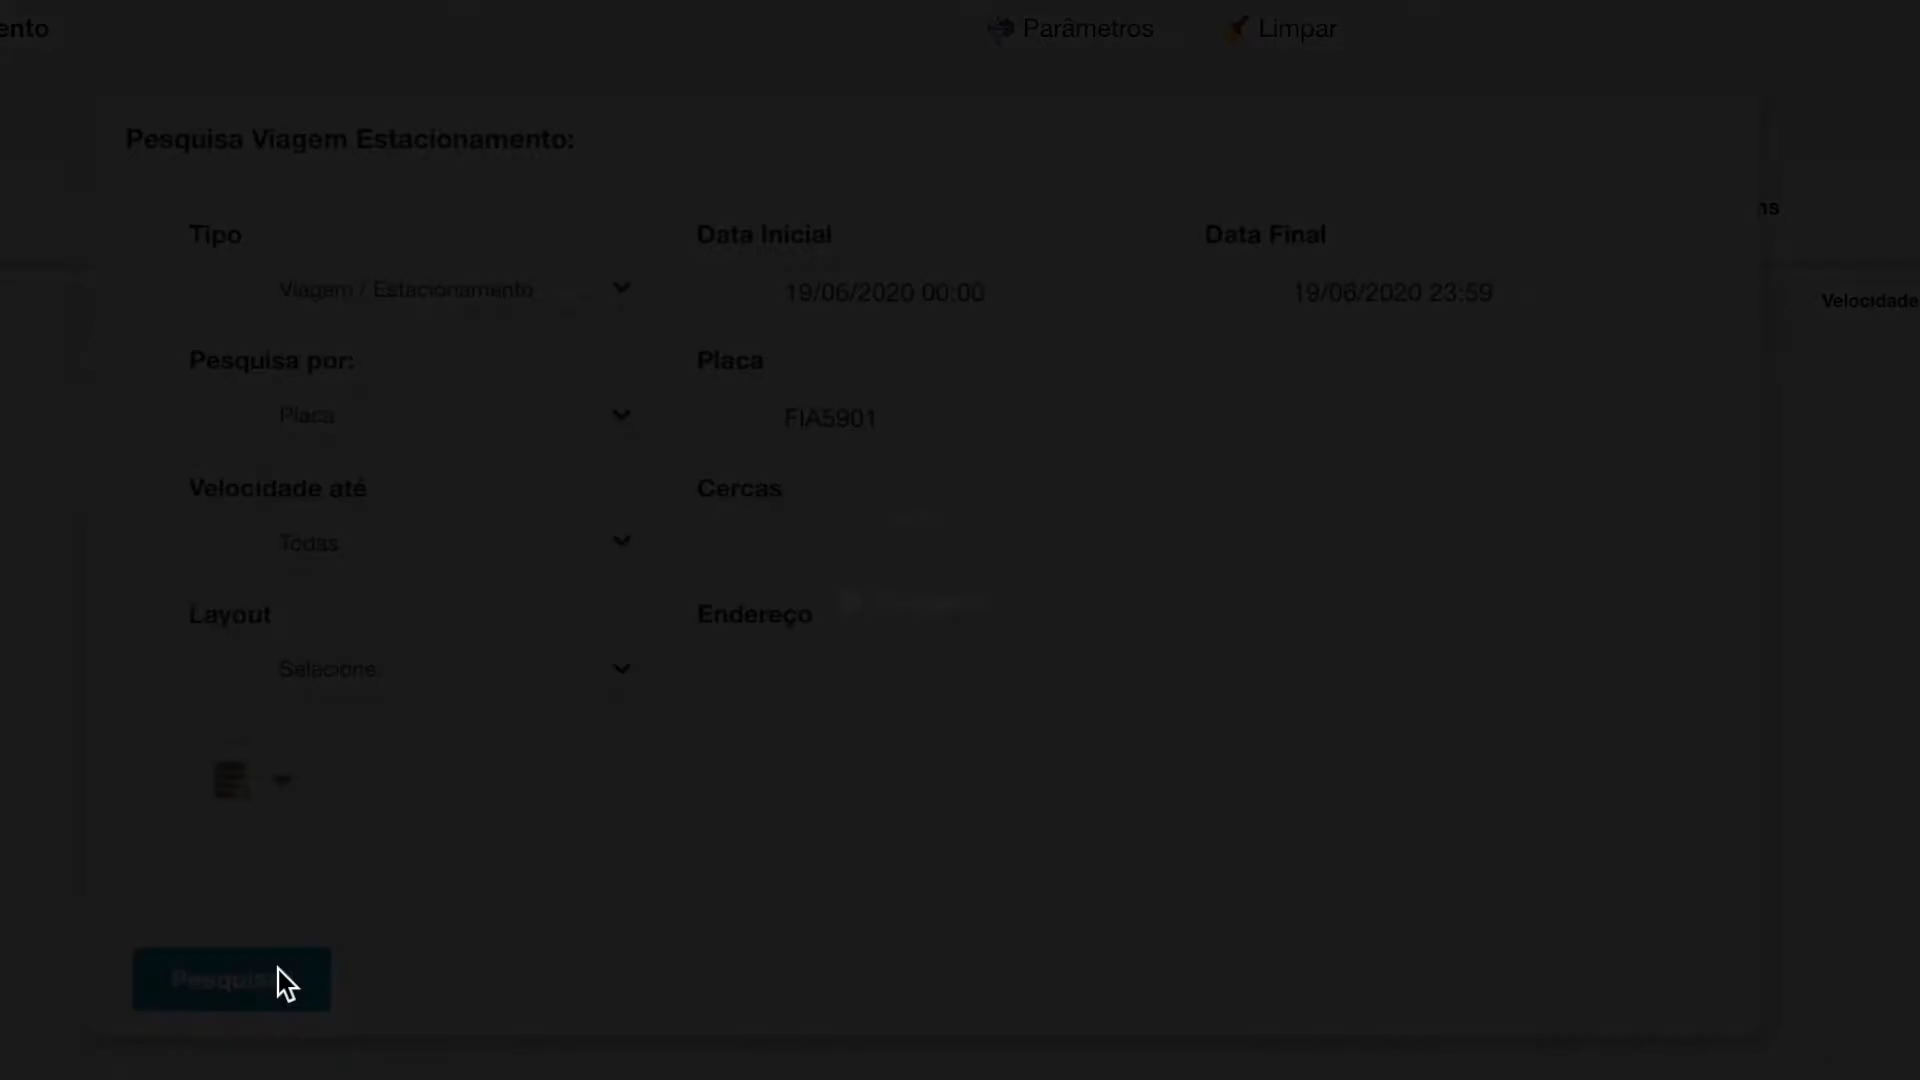 ento
Parâmetros
Limpar
Pesquisa Viagem Estacionamento:
ns
Tipo
Data Inicial
Data Final
Viagem / Estacionamento
19/06/2020 00:00
19/06/2020 23:59
Velocidade
Pesquisa por:
Placa
Placa
FIA5901
Velocidade até
Cercas
Todas
Layout
Endereço
Selecione